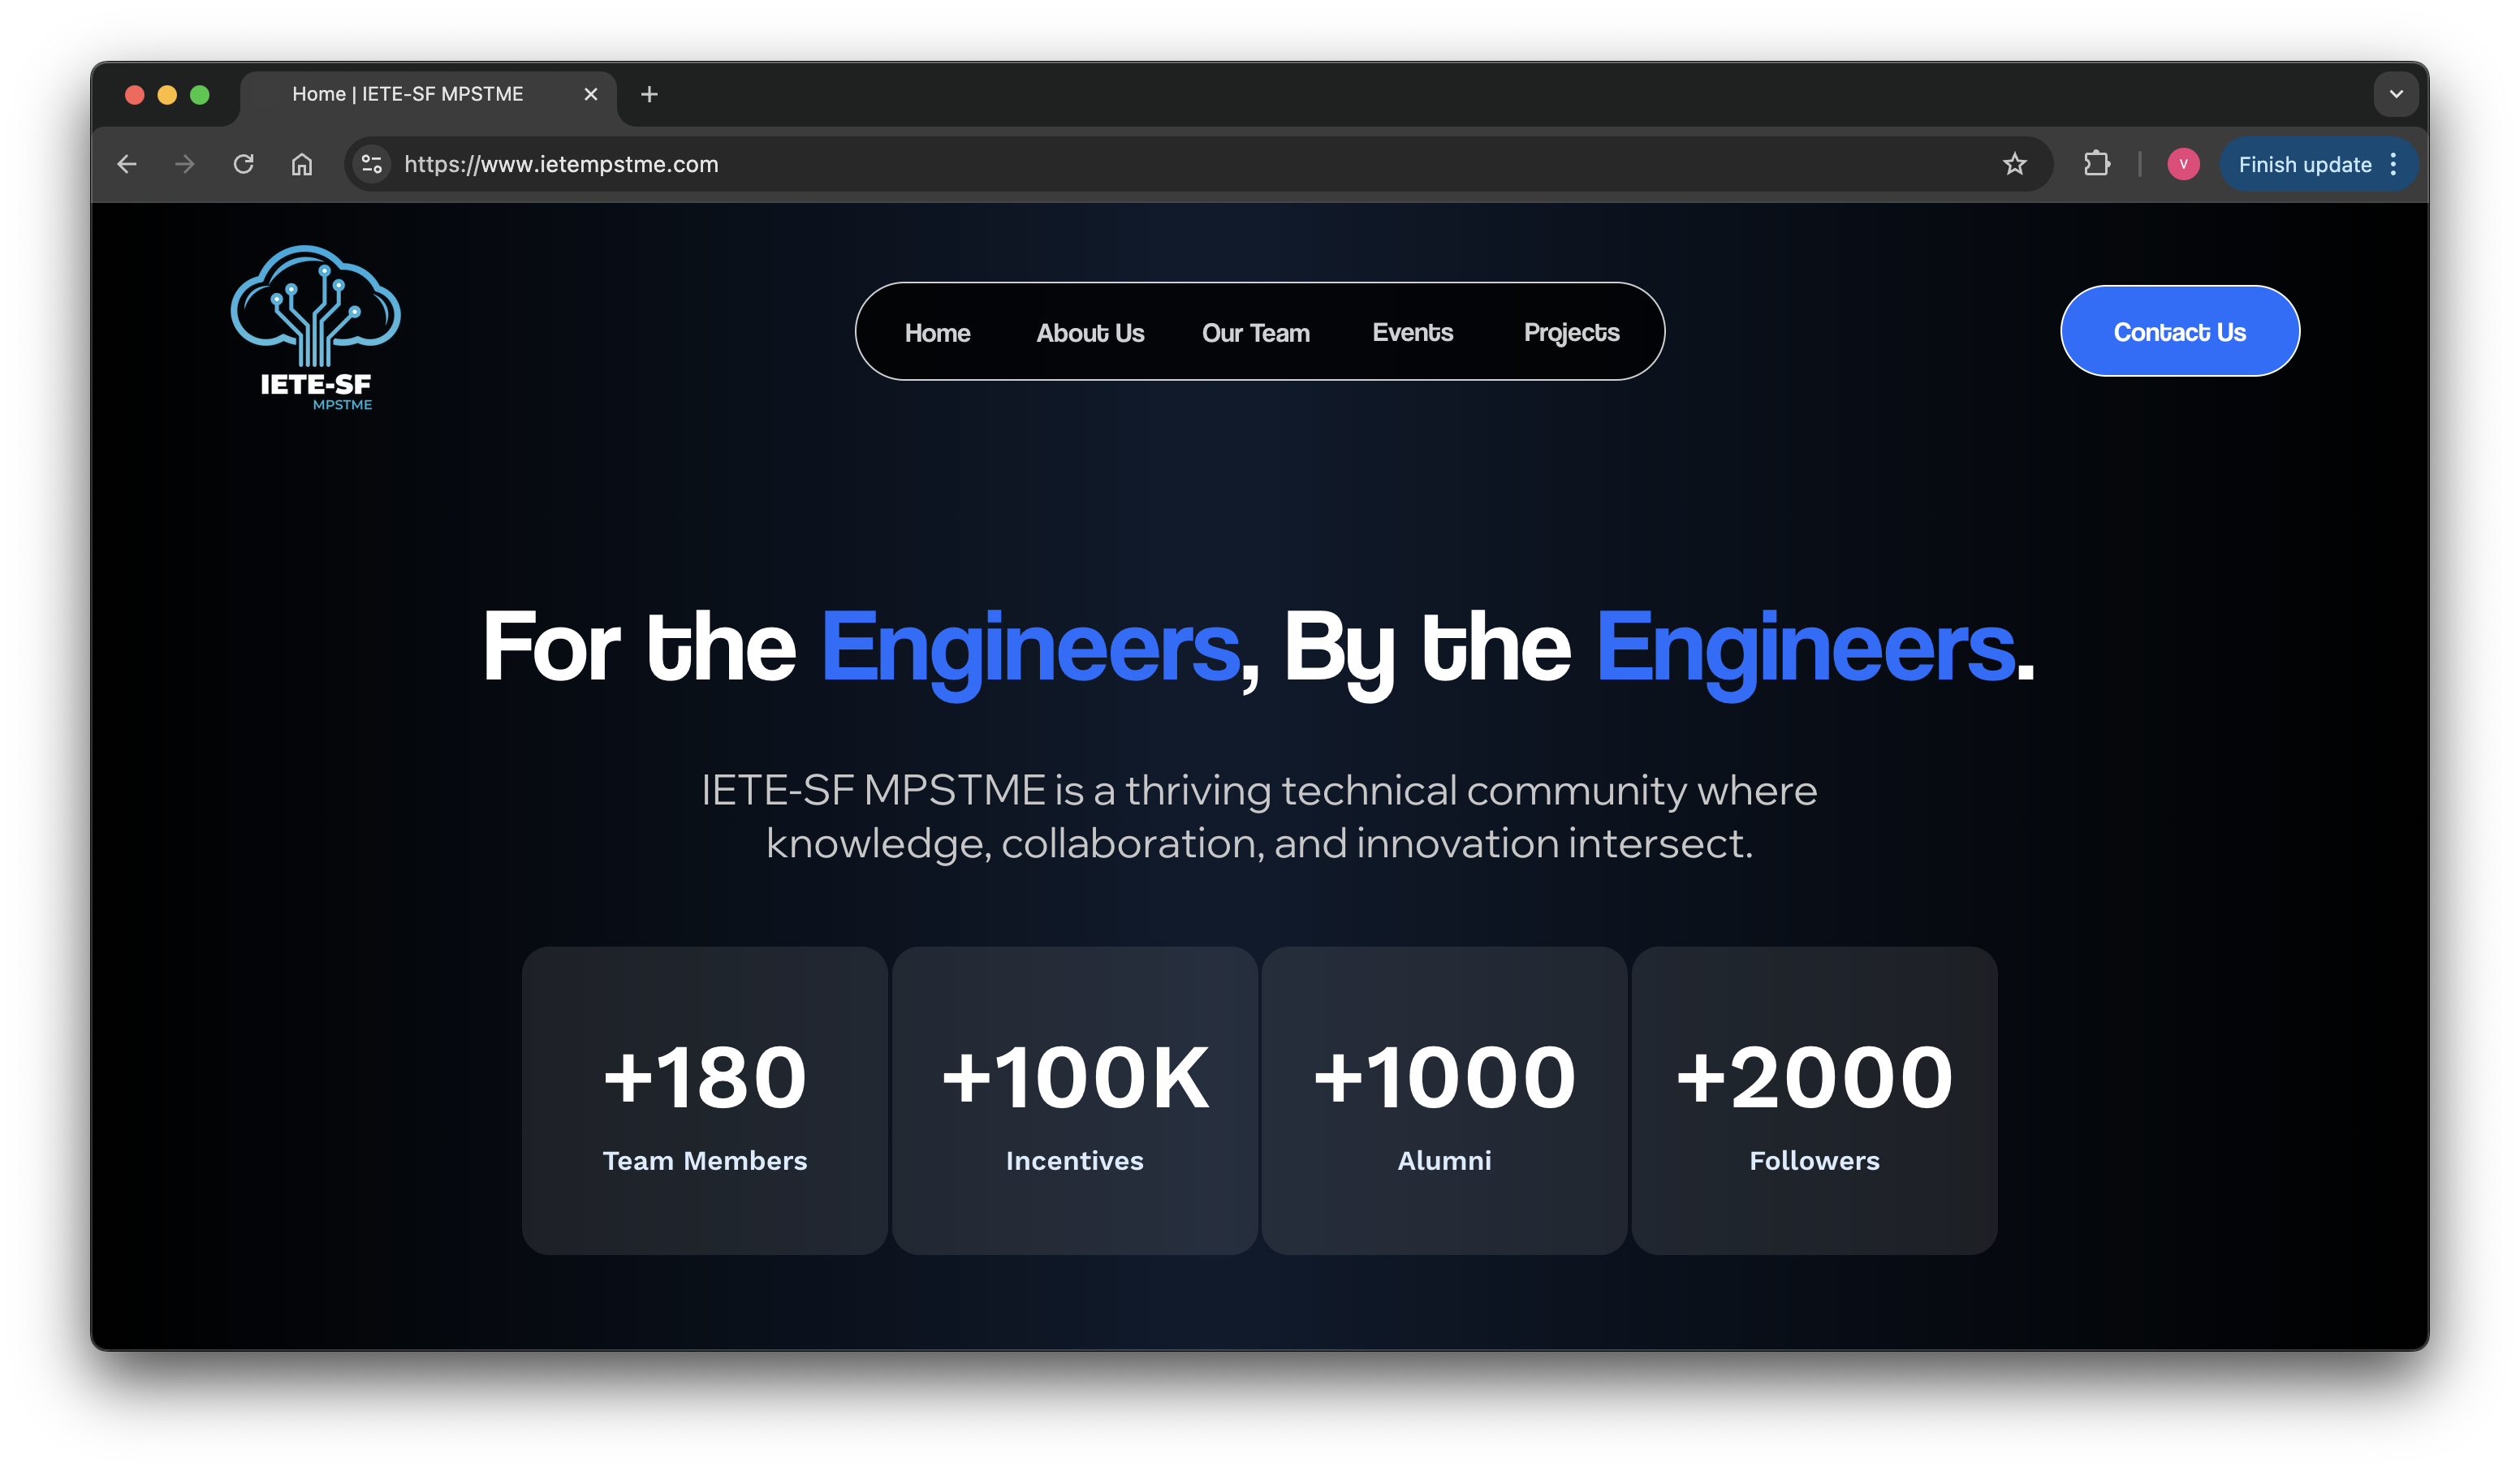 Home | IETE-SF MPSTME
https://www.ietempstme.com
V
Finish update
IETE-SF
MPSTME
Home
About Us
Our Team
Events
Projects
Contact Us
For the Engineers, By the Engineers.
IETE-SF MPSTME is a thriving technical community where
knowledge, collaboration, and innovation intersect.
+180
Team Members
+100K
Incentives
+1000
Alumni
+2000
Followers